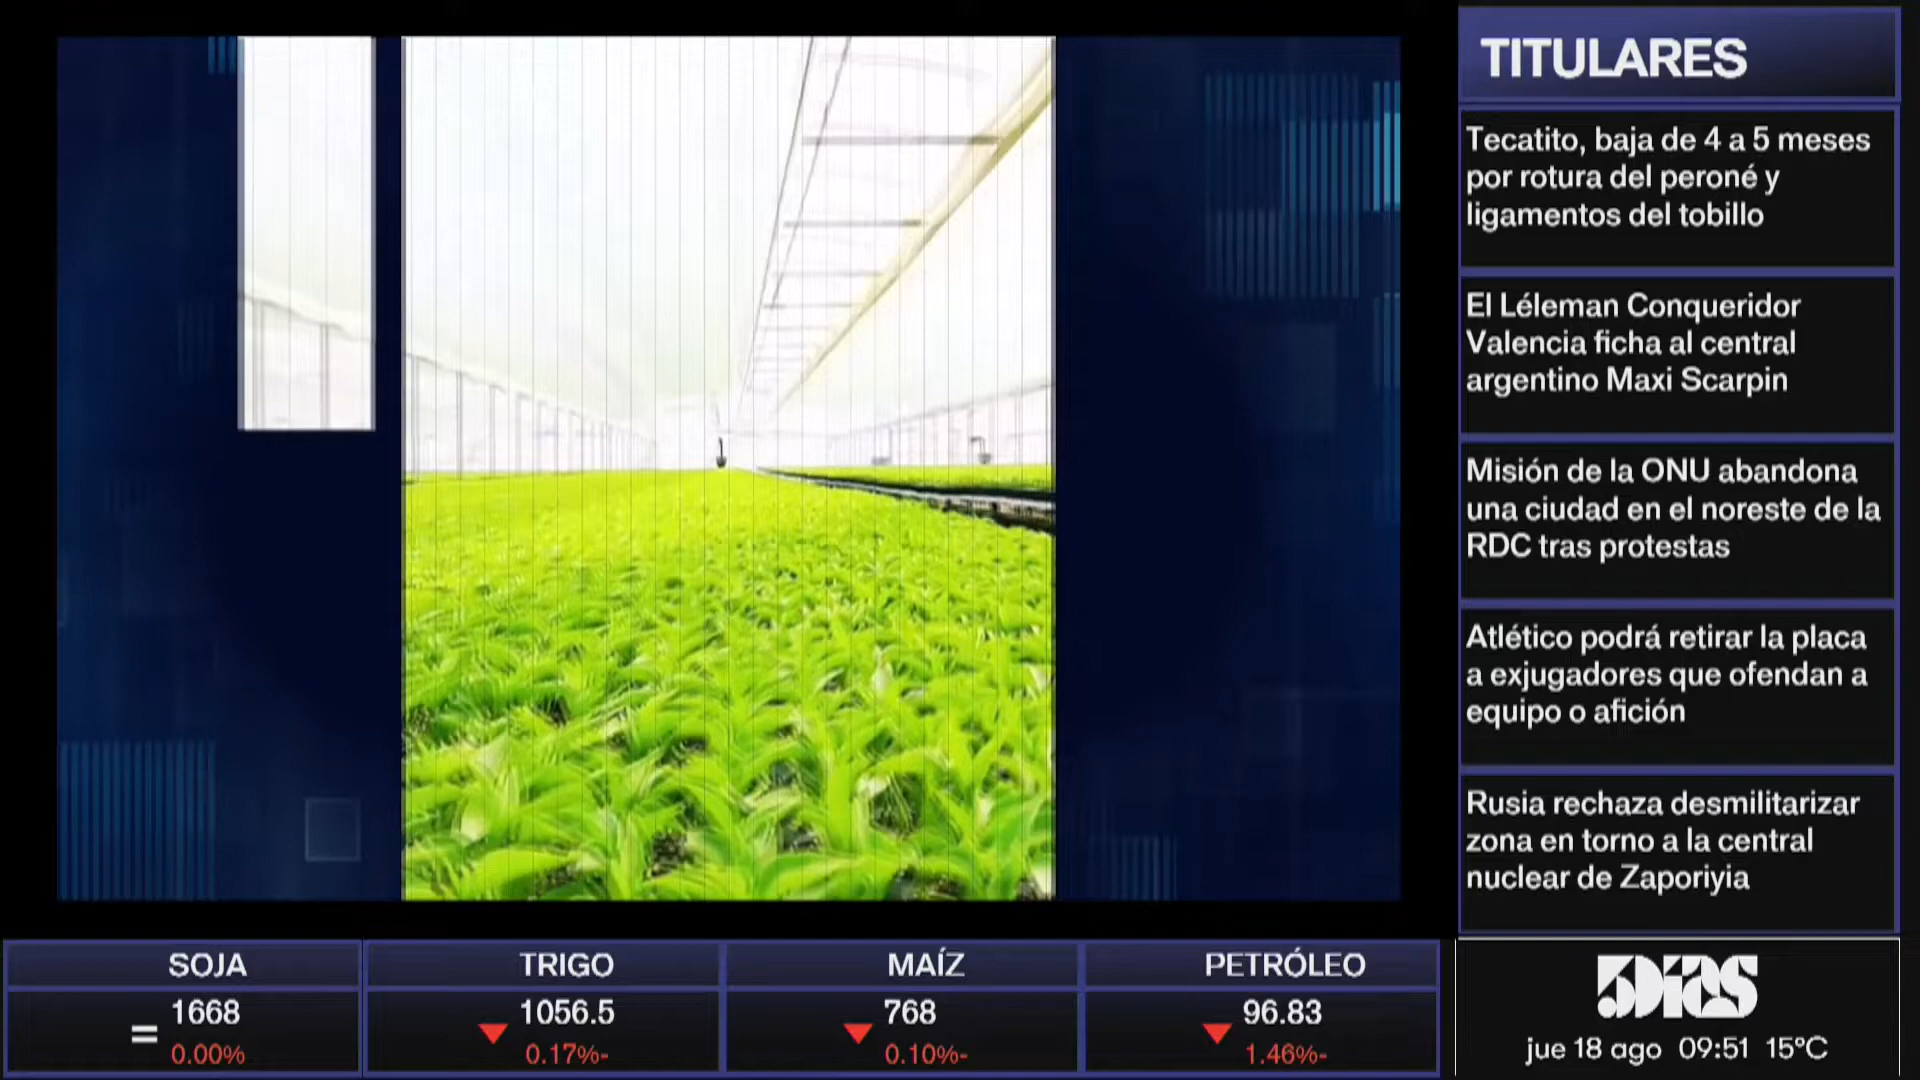 TITULARES
Tecatito, baja de 4 a 5 meses
por rotura del peroné y
ligamentos del tobillo
El Léleman Conqueridor
Valencia ficha al central
argentino Maxi Scarpin
Misión de la ONU abandona
una ciudad en el noreste de la
RDC tras protestas
Atlético podrá retirar la placa
a exjugadores que ofendan a
equipo o afición
Rusia rechaza desmilitarizar
zona en torno a la central
nuclear de Zaporiyia
SOJA
= 1668
0.00%
TRIGO
1056.5
0.17%-
MAÍZ
768
0.10%-
PETRÓLEO
96.83
1.46%-
5DIAS
jue 18 ago 09:51 15°C